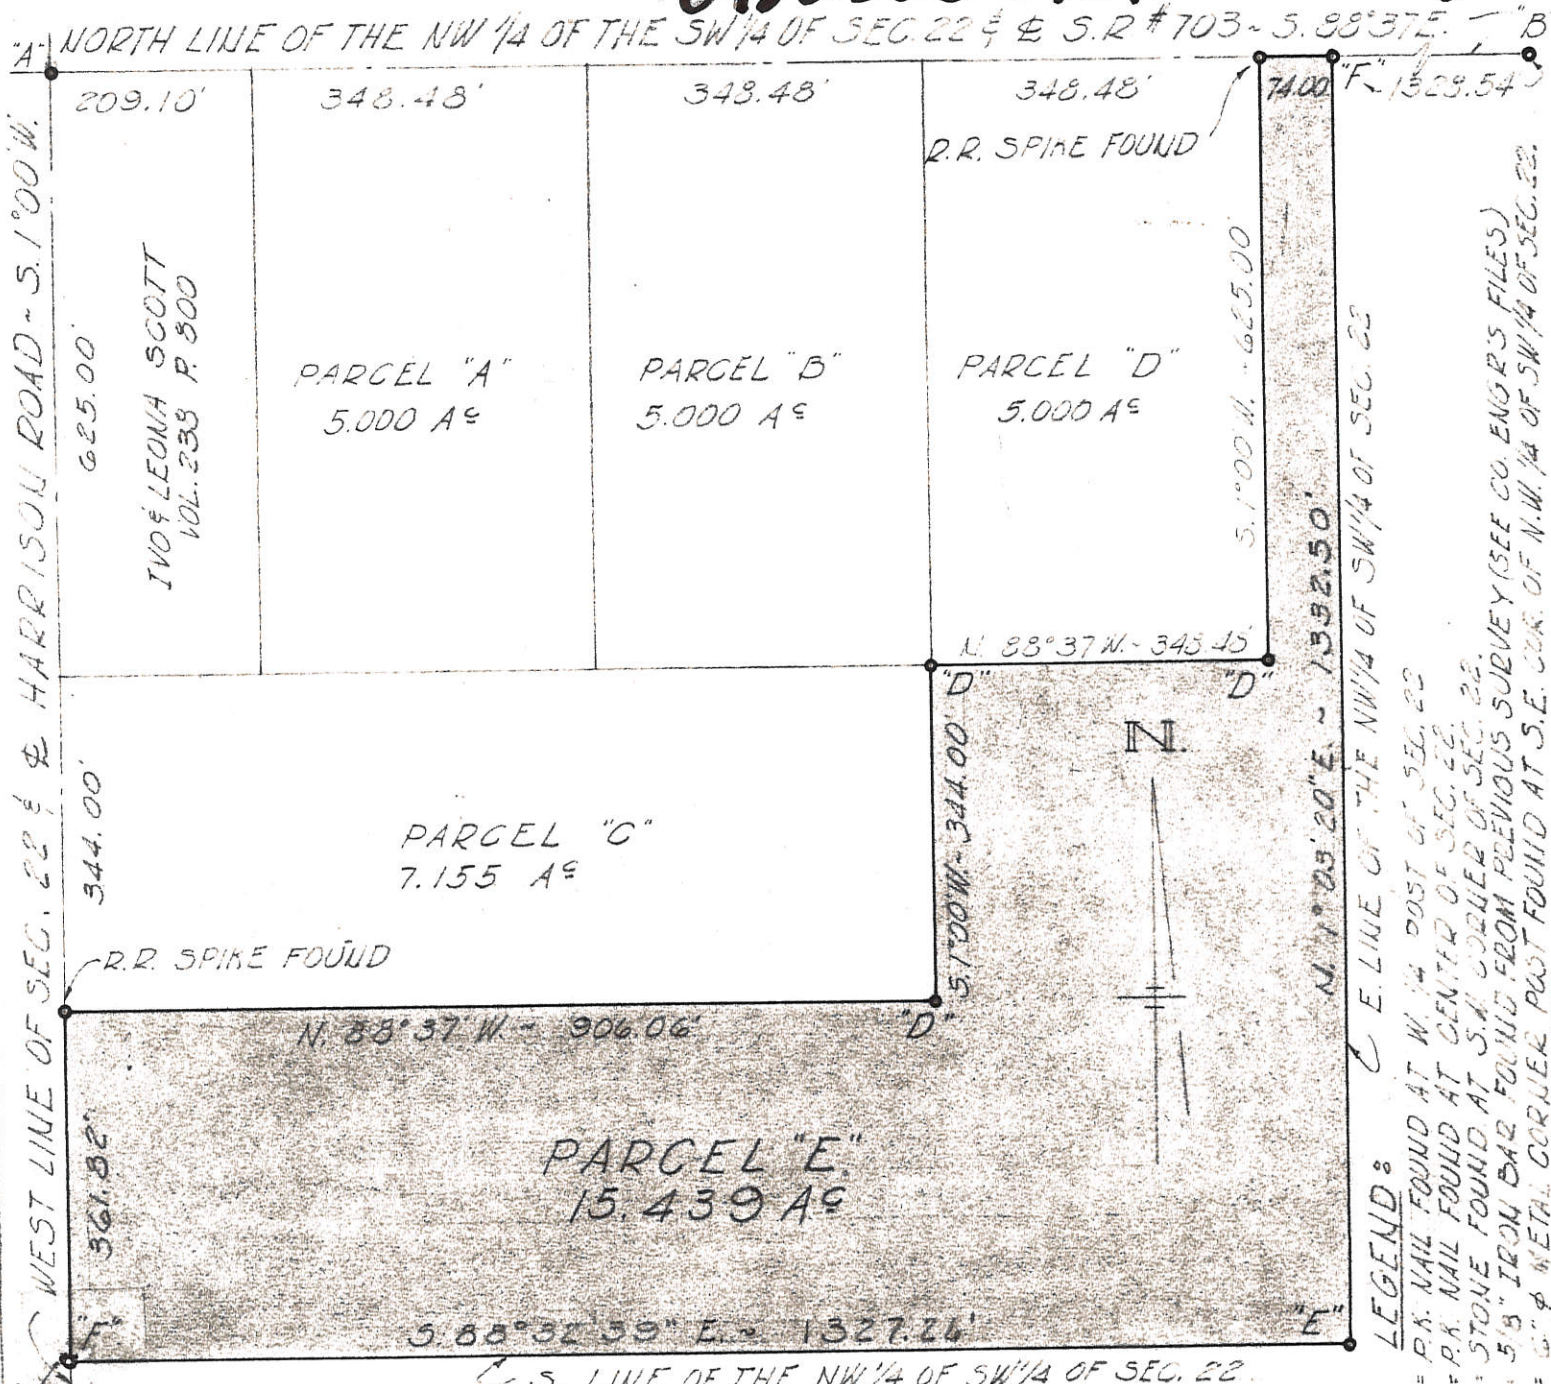 "A" NORTH LINE OF THE NW 1/4 OF THE SW 1/4 OF SEC. 22 & ℄ S.R #703 ~ S. 88°37'E. "B
209.10'
348.48'
348.48'
348.48'
74.00'
"F"
1328.54'
R.R. SPIKE FOUND
WEST LINE OF SEC. 22 & ℄ HARRISON ROAD ~ S. 1°00'W.
625.00'
IVO & LEONA SCOTT
VOL. 233 P. 800
PARCEL "A"
5.000 Ac
PARCEL "B"
5.000 Ac
PARCEL "D"
5.000 Ac
S. 1°00'W. ~ 625.00'
N. 88°37'W. ~ 348.48'
"D"
"D"
N. 1°03'20"E. ~ 1332.50'
E. LINE OF THE NW 1/4 OF SW 1/4 OF SEC. 22
N.
344.00'
PARCEL "C"
7.155 Ac
S. 1°00'W. ~ 344.00'
R.R. SPIKE FOUND
N. 88°37'W. ~ 906.06'
"D"
361.82'
PARCEL "E"
15.439 Ac
"F"
S. 88°32'39" E. ~ 1327.26'
"E"
S. LINE OF THE NW 1/4 OF SW 1/4 OF SEC. 22
LEGEND:
= P.K. NAIL FOUND AT W. 1/4 POST OF SEC. 22
= P.K. NAIL FOUND AT CENTER OF SEC. 22.
= STONE FOUND AT S.W. CORNER OF SEC. 22.
5/8" IRON BAR FOUND FROM PREVIOUS SURVEY (SEE CO. ENGRS FILES)
= 6" ϕ METAL CORNER POST FOUND AT S.E. COR. OF N.W. 1/4 OF SW 1/4 OF SEC. 22.